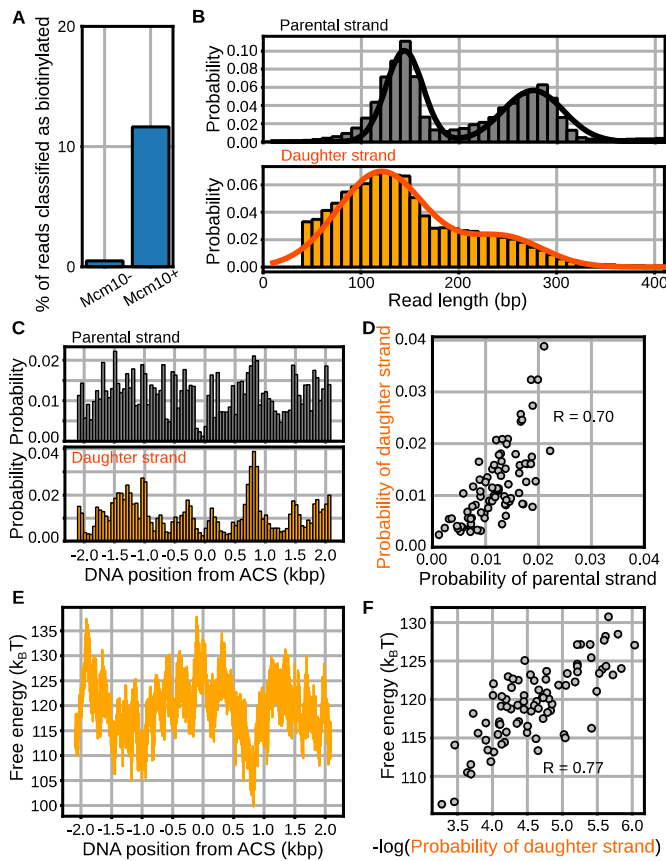 A
% of reads classified as biotinylated
20
10
0
Mcm10-
Mcm10+
B
Parental strand
Probability
0.10
0.08
0.06
0.04
0.02
0.00
Daughter strand
Probability
0.06
0.04
0.02
0.00
0
100
200
300
400
Read length (bp)
C
Parental strand
Probability
0.02
0.01
0.00
Daughter strand
Probability
0.04
0.02
0.00
-2.0
-1.5
-1.0
-0.5
0.0
0.5
1.0
1.5
2.0
DNA position from ACS (kbp)
D
Probability of daughter strand
0.04
0.03
0.02
0.01
0.00
R = 0.70
0.00
0.01
0.02
0.03
0.04
Probability of parental strand
E
Free energy (kBT)
135
130
125
120
115
110
105
100
-2.0
-1.5
-1.0
-0.5
0.0
0.5
1.0
1.5
2.0
DNA position from ACS (kbp)
F
Free energy (kBT)
130
125
120
115
110
R = 0.77
3.5
4.0
4.5
5.0
5.5
6.0
-log(Probability of daughter strand)